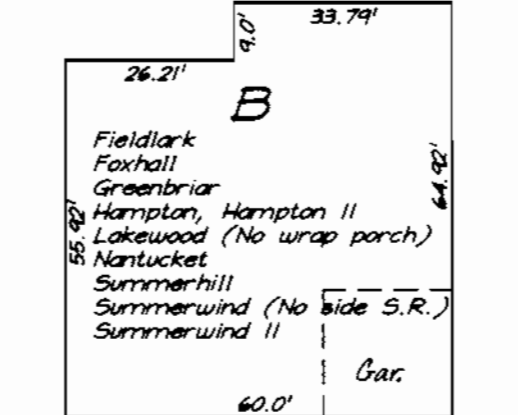 33.79'
9.0'
26.21'
B
Fieldlark
Foxhall
Greenbriar
Hampton, Hampton II
Lakewood (No wrap porch)
Nantucket
Summerhill
Summerwind (No side S.R.)
Summerwind II
55.92'
64.92'
Gar.
60.0'